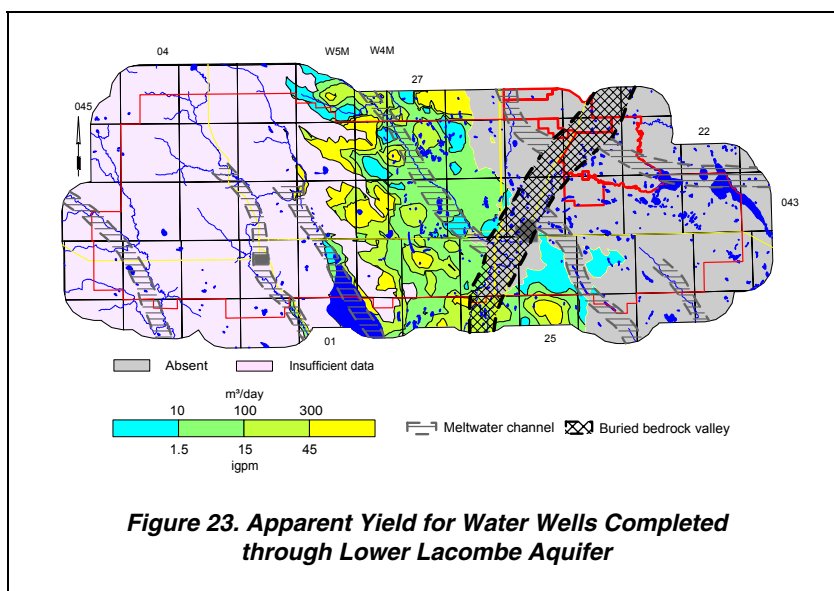 04
W5M W4M
27
045
22
043
01
25
Absent
Insufficient data
m³/day
10 100 300
1.5 15 45
igpm
Meltwater channel
Buried bedrock valley
Figure 23. Apparent Yield for Water Wells Completed
through Lower Lacombe Aquifer